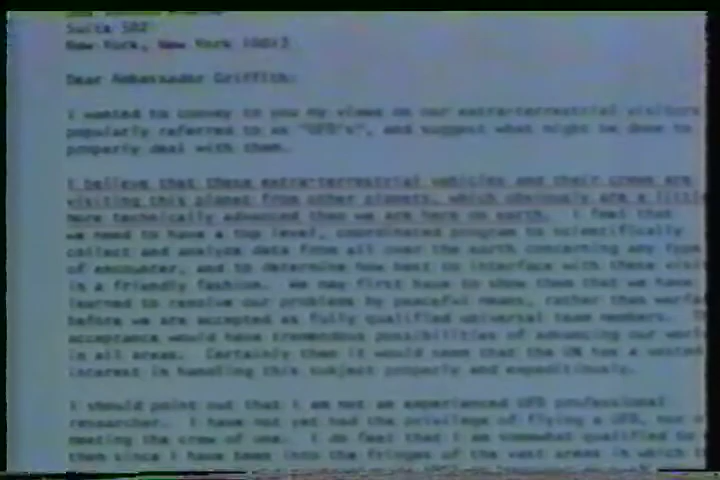 Suite 502
New York, New York 10017
Dear Ambassador Griffith:
I wanted to convey to you my views on our extra-terrestrial visitors
popularly referred to as "UFO's", and suggest what might be done to
properly deal with them.
I believe that these extra-terrestrial vehicles and their crews are
visiting this planet from other planets, which obviously are a little
more technically advanced than we are here on earth. I feel that
we need to have a top level, coordinated program to scientifically
collect and analyze data from all over the earth concerning any type
of encounter, and to determine how best to interface with these visit
in a friendly fashion. We may first have to show them that we have
learned to resolve our problems by peaceful means, rather than warfa
before we are accepted as fully qualified universal team members. Th
acceptance would have tremendous possibilities of advancing our worl
in all areas. Certainly then it would seem that the UN has a vested
interest in handling this subject properly and expeditiously.
I should point out that I am not an experienced UFO professional
researcher. I have not yet had the privilege of flying a UFO, nor o
meeting the crew of one. I do feel that I am somewhat qualified to
them since I have been into the fringes of the vast areas in which t